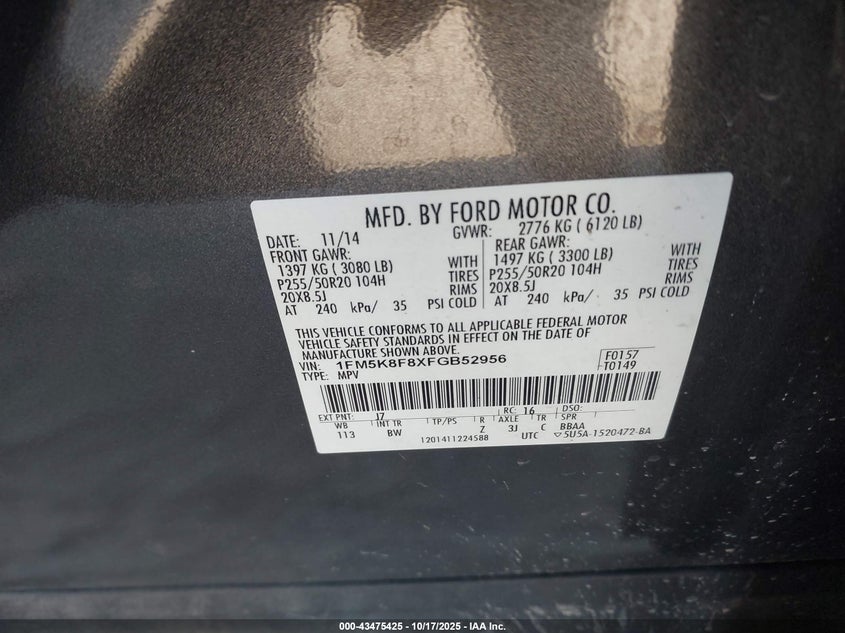 MFD. BY FORD MOTOR CO.
DATE: 11/14 GVWR: 2776 KG ( 6120 LB)
FRONT GAWR: REAR GAWR:
1397 KG ( 3080 LB) WITH 1497 KG ( 3300 LB) WITH
P255/50R20 104H TIRES P255/50R20 104H TIRES
20X8.5J RIMS 20X8.5J RIMS
AT 240 kPa/ 35 PSI COLD AT 240 kPa/ 35 PSI COLD
THIS VEHICLE CONFORMS TO ALL APPLICABLE FEDERAL MOTOR
VEHICLE SAFETY STANDARDS IN EFFECT ON THE DATE OF
MANUFACTURE SHOWN ABOVE.
VIN: 1FM5K8F8XFGB52956 F0157
TYPE: MPV T0149
EXT PNT: J7 RC: 16 DSO:
WB INT TR TP/PS R AXLE TR SPR
113 BW Z 3J C BBAA
1201411224588 UTC ▽5U5A-1520472-BA
000-43475425 | 10/17/2025 | © IAA Inc.